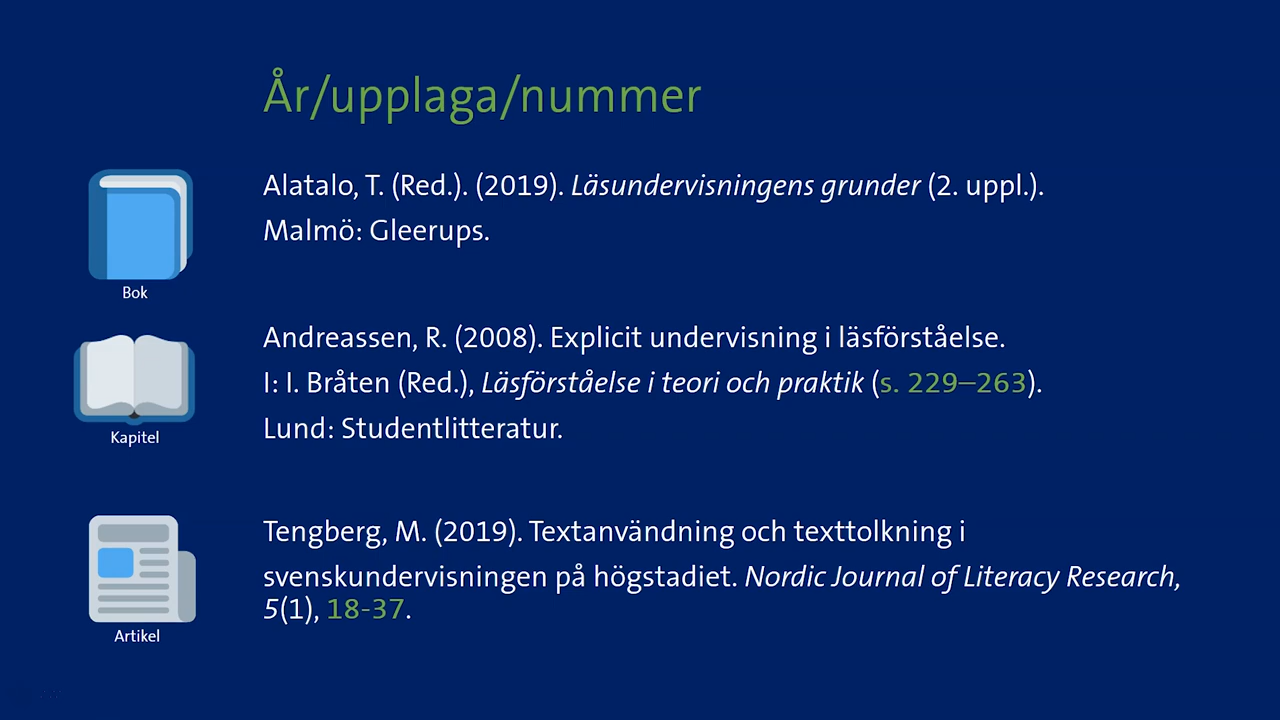 År/upplaga/nummer
Alatalo, T. (Red.). (2019). Läsundervisningens grunder (2. uppl.).
Malmö: Gleerups.
Bok
Andreassen, R. (2008). Explicit undervisning i läsförståelse.
I: I. Bråten (Red.), Läsförståelse i teori och praktik (s. 229–263).
Lund: Studentlitteratur.
Kapitel
Tengberg, M. (2019). Textanvändning och texttolkning i
svenskundervisningen på högstadiet. Nordic Journal of Literacy Research,
5(1), 18-37.
Artikel